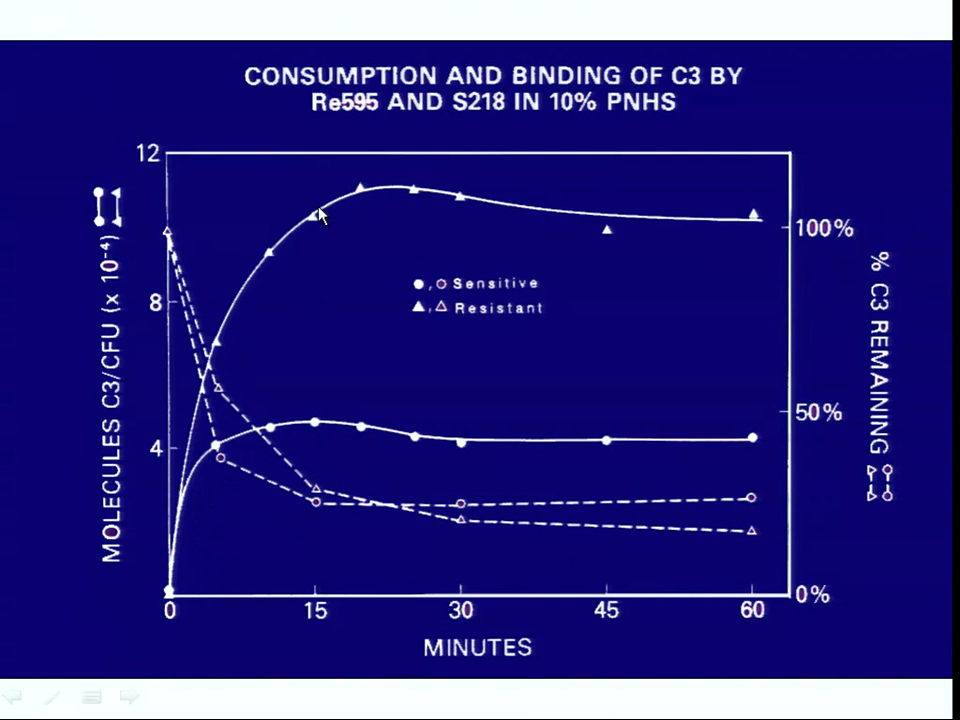 CONSUMPTION AND BINDING OF C3 BY
Re595 AND S218 IN 10% PNHS
12
8
4
MOLECULES C3/CFU (x 10⁻⁴)
, Sensitive
, Resistant
100%
50%
0%
% C3 REMAINING
0 15 30 45 60
MINUTES